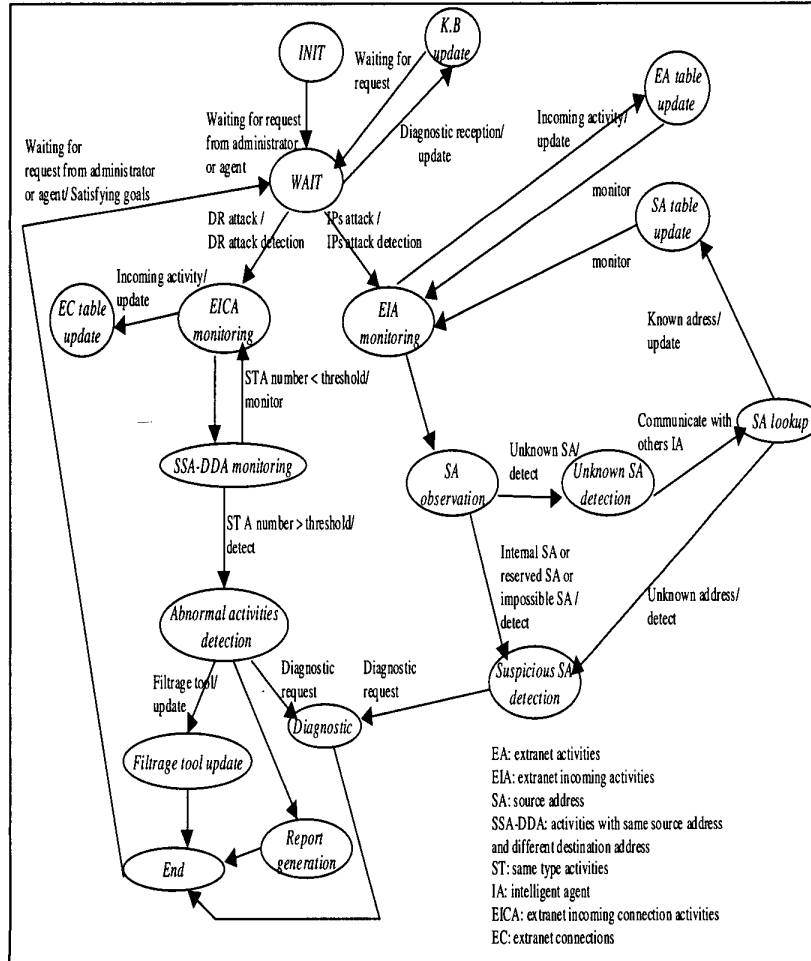 INIT
K.B
update
Waiting for
request
EA table
update
Waiting for request
from administrator
or agent
Diagnostic reception/
update
Incoming activity/
update
Waiting for
request from administrator
or agent/ Satisfying goals
WAIT
monitor
SA table
update
DR attack /
DR attack detection
IPs attack /
IPs attack detection
monitor
Incoming activity/
update
EC table
update
EICA
monitoring
EIA
monitoring
Known adress/
update
STA number < threshold/
monitor
Communicate with
others IA
SA lookup
SSA-DDA monitoring
SA
observation
Unknown SA/
detect
Unknown SA
detection
STA number > threshold/
detect
Internal SA or
reserved SA or
impossible SA /
detect
Unknown address/
detect
Abnormal activities
detection
Filtrage tool/
update
Diagnostic
request
Diagnostic
request
Suspicious SA
detection
Diagnostic
Filtrage tool update
Report
generation
End
EA: extranet activities
EIA: extranet incoming activities
SA: source address
SSA-DDA: activities with same source address
and different destination address
ST: same type activities
IA: intelligent agent
EICA: extranet incoming connection activities
EC: extranet connections